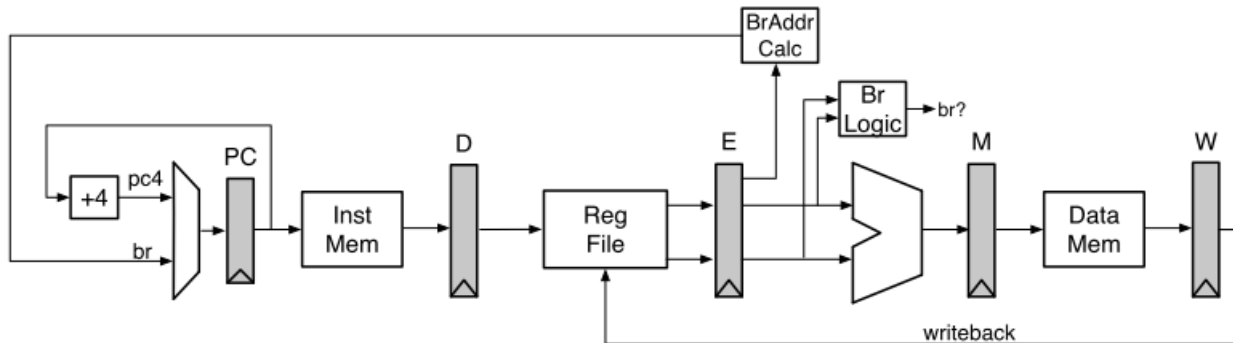 BrAddr
Calc
Br
Logic
br?
PC
D
E
M
W
+4
pc4
br
Inst
Mem
Reg
File
Data
Mem
writeback